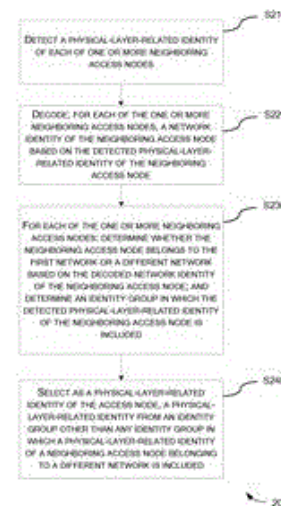 S21
DETECT A PHYSICAL-LAYER-RELATED IDENTITY
OF EACH OF ONE OR MORE NEIGHBORING
ACCESS NODES
S22
DECODE, FOR EACH OF THE ONE OR MORE
NEIGHBORING ACCESS NODES, A NETWORK
IDENTITY OF THE NEIGHBORING ACCESS NODE
BASED ON THE DETECTED PHYSICAL-LAYER-
RELATED IDENTITY OF THE NEIGHBORING
ACCESS NODE
S23
FOR EACH OF THE ONE OR MORE NEIGHBORING
ACCESS NODES: DETERMINE WHETHER THE
NEIGHBORING ACCESS NODE BELONGS TO THE
FIRST NETWORK OR A DIFFERENT NETWORK
BASED ON THE DECODED NETWORK IDENTITY
OF THE NEIGHBORING ACCESS NODE; AND
DETERMINE AN IDENTITY GROUP IN WHICH THE
DETECTED PHYSICAL-LAYER-RELATED IDENTITY
OF THE NEIGHBORING ACCESS NODE IS
INCLUDED
S24
SELECT AS A PHYSICAL-LAYER-RELATED
IDENTITY OF THE ACCESS NODE, A PHYSICAL-
LAYER-RELATED IDENTITY FROM AN IDENTITY
GROUP OTHER THAN ANY IDENTITY GROUP IN
WHICH A PHYSICAL-LAYER-RELATED IDENTITY
OF A NEIGHBORING ACCESS NODE BELONGING
TO A DIFFERENT NETWORK IS INCLUDED
20